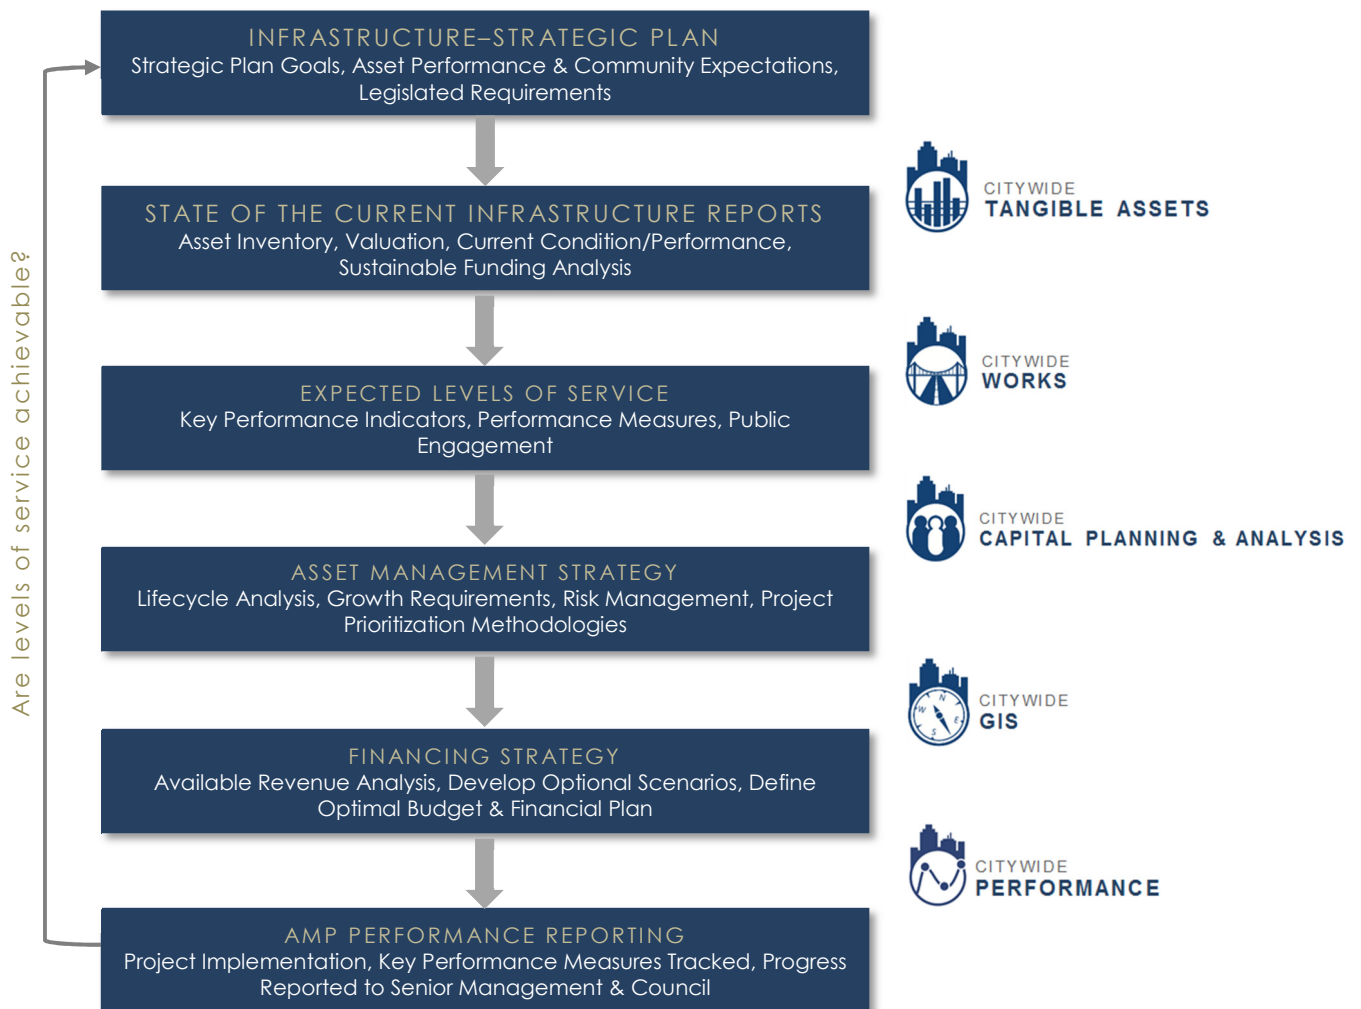 INFRASTRUCTURE–STRATEGIC PLAN
Strategic Plan Goals, Asset Performance & Community Expectations,
Legislated Requirements
STATE OF THE CURRENT INFRASTRUCTURE REPORTS
Asset Inventory, Valuation, Current Condition/Performance,
Sustainable Funding Analysis
EXPECTED LEVELS OF SERVICE
Key Performance Indicators, Performance Measures, Public
Engagement
ASSET MANAGEMENT STRATEGY
Lifecycle Analysis, Growth Requirements, Risk Management, Project
Prioritization Methodologies
FINANCING STRATEGY
Available Revenue Analysis, Develop Optional Scenarios, Define
Optimal Budget & Financial Plan
AMP PERFORMANCE REPORTING
Project Implementation, Key Performance Measures Tracked, Progress
Reported to Senior Management & Council
Are levels of service achievable?
CITYWIDE
TANGIBLE ASSETS
CITYWIDE
WORKS
CITYWIDE
CAPITAL PLANNING & ANALYSIS
N
W
E
S
CITYWIDE
GIS
CITYWIDE
PERFORMANCE